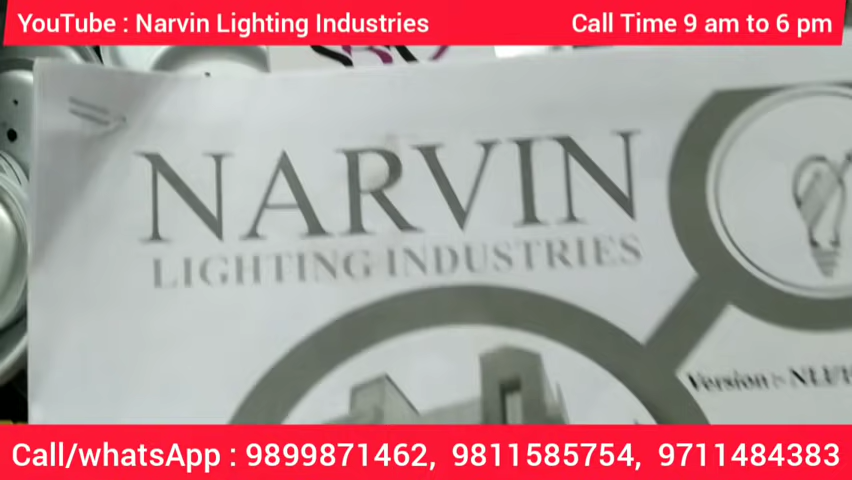 YouTube : Narvin Lighting Industries
Call Time 9 am to 6 pm
NARVIN
LIGHTING INDUSTRIES
Version :-
Call/whatsApp : 9899871462, 9811585754, 9711484383